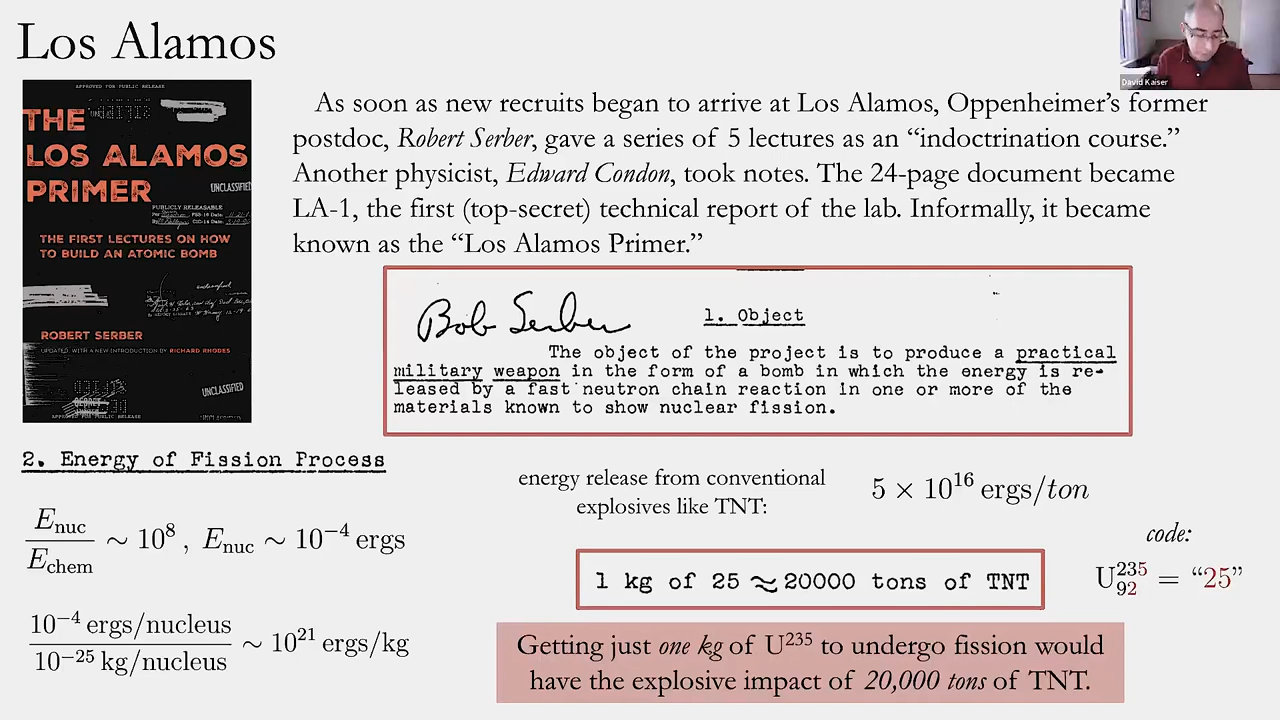 Los Alamos
David Kaiser
APPROVED FOR PUBLIC RELEASE
THE
LOS ALAMOS
PRIMER
UNCLASSIFIED
PUBLICLY RELEASABLE
THE FIRST LECTURES ON HOW
TO BUILD AN ATOMIC BOMB
ROBERT SERBER
UPDATED WITH A NEW INTRODUCTION BY RICHARD RHODES
UNCLASSIFIED
APPROVED FOR PUBLIC RELEASE
As soon as new recruits began to arrive at Los Alamos, Oppenheimer's former
postdoc, Robert Serber, gave a series of 5 lectures as an “indoctrination course.”
Another physicist, Edward Condon, took notes. The 24-page document became
LA-1, the first (top-secret) technical report of the lab. Informally, it became
known as the “Los Alamos Primer.”
Bob Serber
1. Object
The object of the project is to produce a practical
military weapon in the form of a bomb in which the energy is re-
leased by a fast neutron chain reaction in one or more of the
materials known to show nuclear fission.
2. Energy of Fission Process
E_nuc / E_chem ~ 10^8 , E_nuc ~ 10^−4 ergs
10^−4 ergs/nucleus / 10^−25 kg/nucleus ~ 10^21 ergs/kg
energy release from conventional
explosives like TNT:
5 × 10^16 ergs/ton
1 kg of 25 ≈ 20000 tons of TNT
code:
U^235_92 = “25”
Getting just one kg of U^235 to undergo fission would
have the explosive impact of 20,000 tons of TNT.